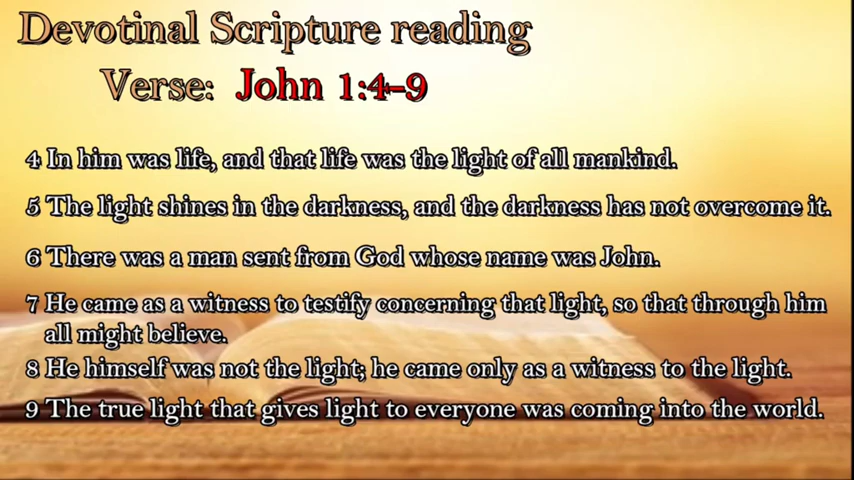 Devotinal Scripture reading
Verse: John 1:4–9
4 In him was life, and that life was the light of all mankind.
5 The light shines in the darkness, and the darkness has not overcome it.
6 There was a man sent from God whose name was John.
7 He came as a witness to testify concerning that light, so that through him
all might believe.
8 He himself was not the light; he came only as a witness to the light.
9 The true light that gives light to everyone was coming into the world.